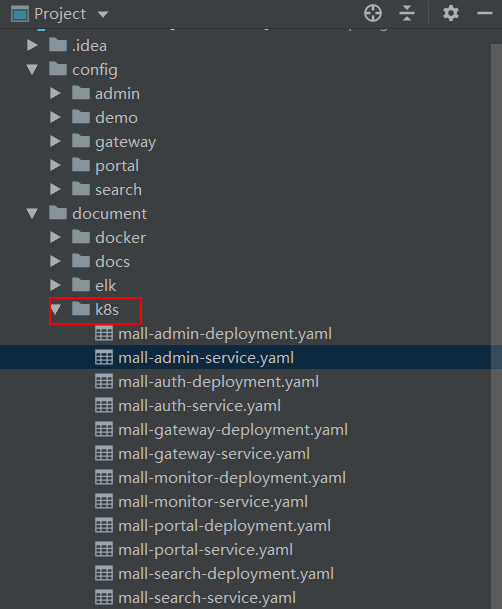 Project
.idea
config
admin
demo
gateway
portal
search
document
docker
docs
elk
k8s
mall-admin-deployment.yaml
mall-admin-service.yaml
mall-auth-deployment.yaml
mall-auth-service.yaml
mall-gateway-deployment.yaml
mall-gateway-service.yaml
mall-monitor-deployment.yaml
mall-monitor-service.yaml
mall-portal-deployment.yaml
mall-portal-service.yaml
mall-search-deployment.yaml
mall-search-service.yaml